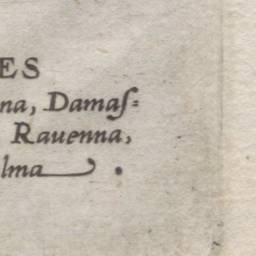 ES
na, Damaſ=
Rauenna,
lma .